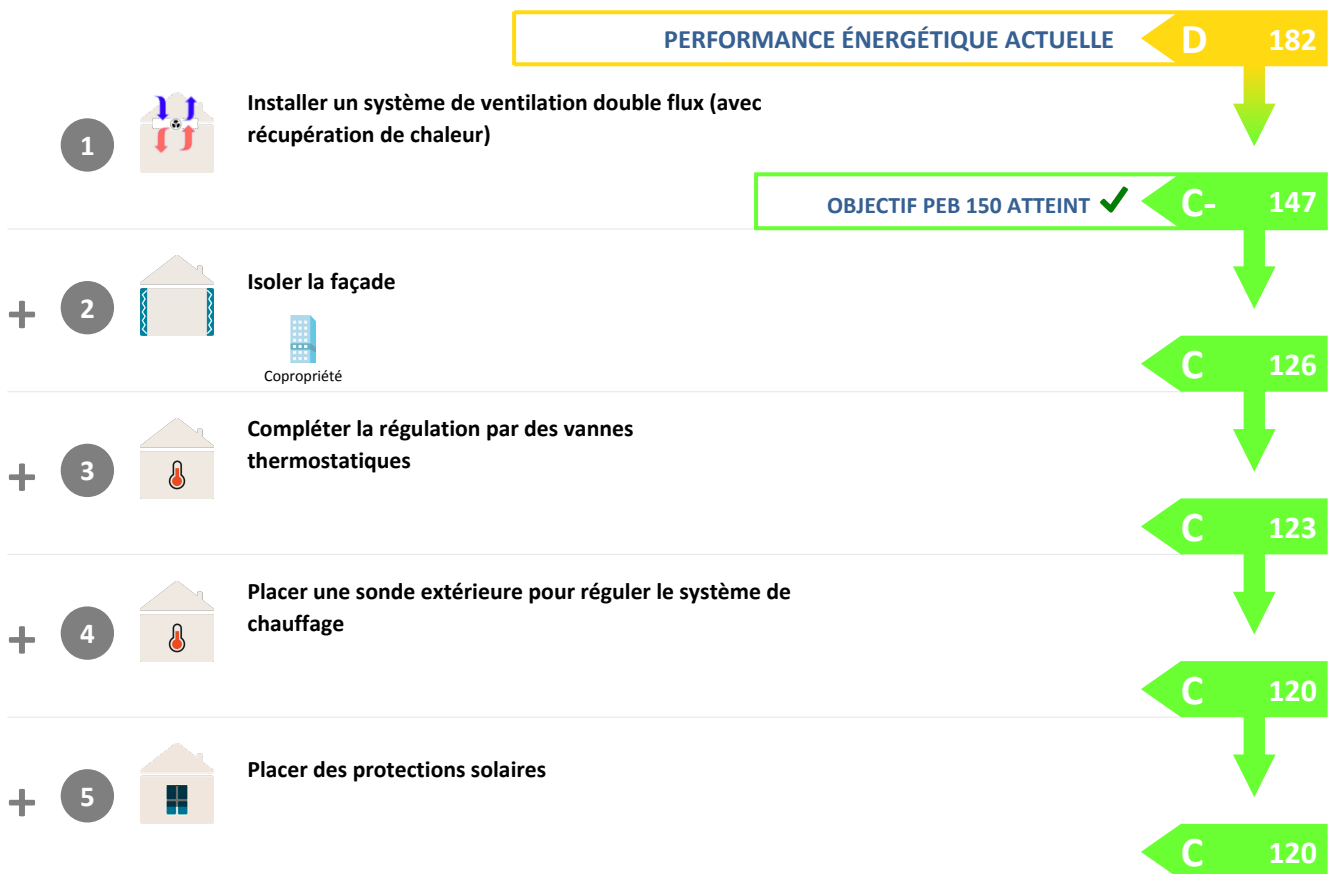 PERFORMANCE ÉNERGÉTIQUE ACTUELLE D 182
1 Installer un système de ventilation double flux (avec
récupération de chaleur)
OBJECTIF PEB 150 ATTEINT ✔ C- 147
+ 2 Isoler la façade
Copropriété
C 126
+ 3 Compléter la régulation par des vannes
thermostatiques
C 123
+ 4 Placer une sonde extérieure pour réguler le système de
chauffage
C 120
+ 5 Placer des protections solaires
C 120